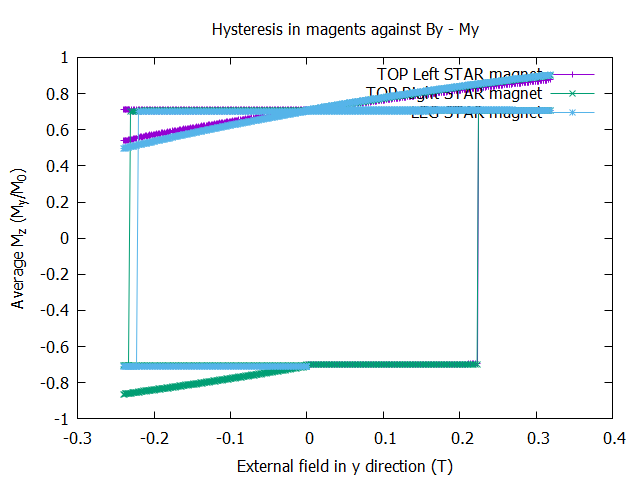 Hysteresis in magents against By - My
1
0.8
0.6
0.4
0.2
0
-0.2
-0.4
-0.6
-0.8
-1
-0.3 -0.2 -0.1 0 0.1 0.2 0.3 0.4
Average Mz (My/M0)
External field in y direction (T)
TOP Left STAR magnet
TOP Right STAR magnet
LEG STAR magnet